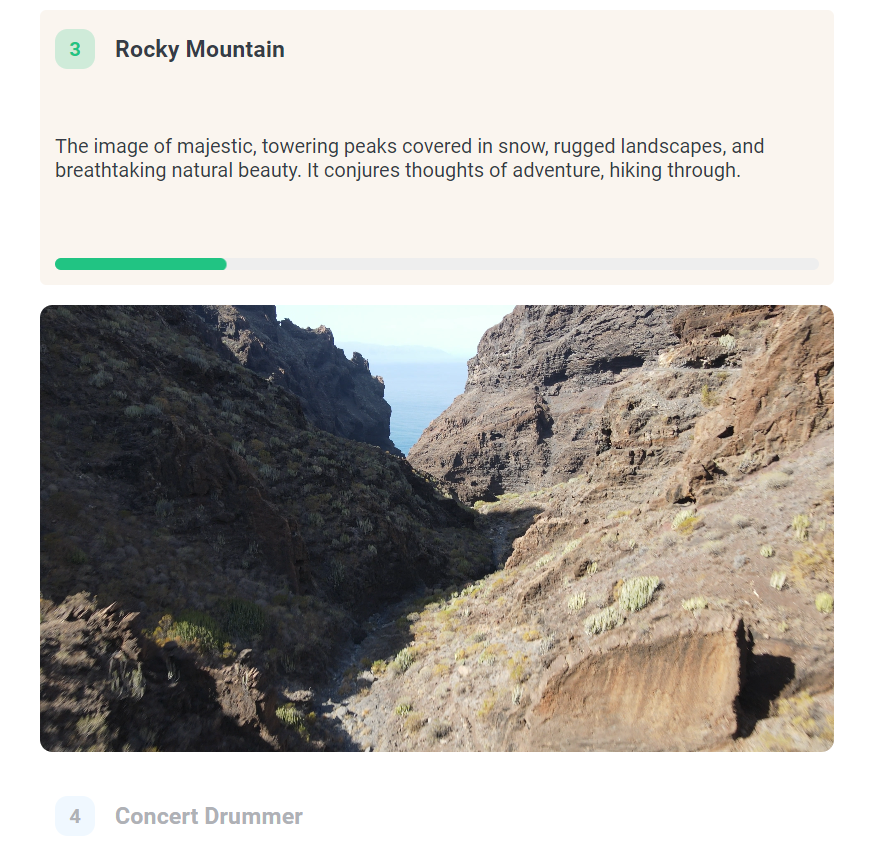 3 Rocky Mountain
The image of majestic, towering peaks covered in snow, rugged landscapes, and
breathtaking natural beauty. It conjures thoughts of adventure, hiking through.
4 Concert Drummer